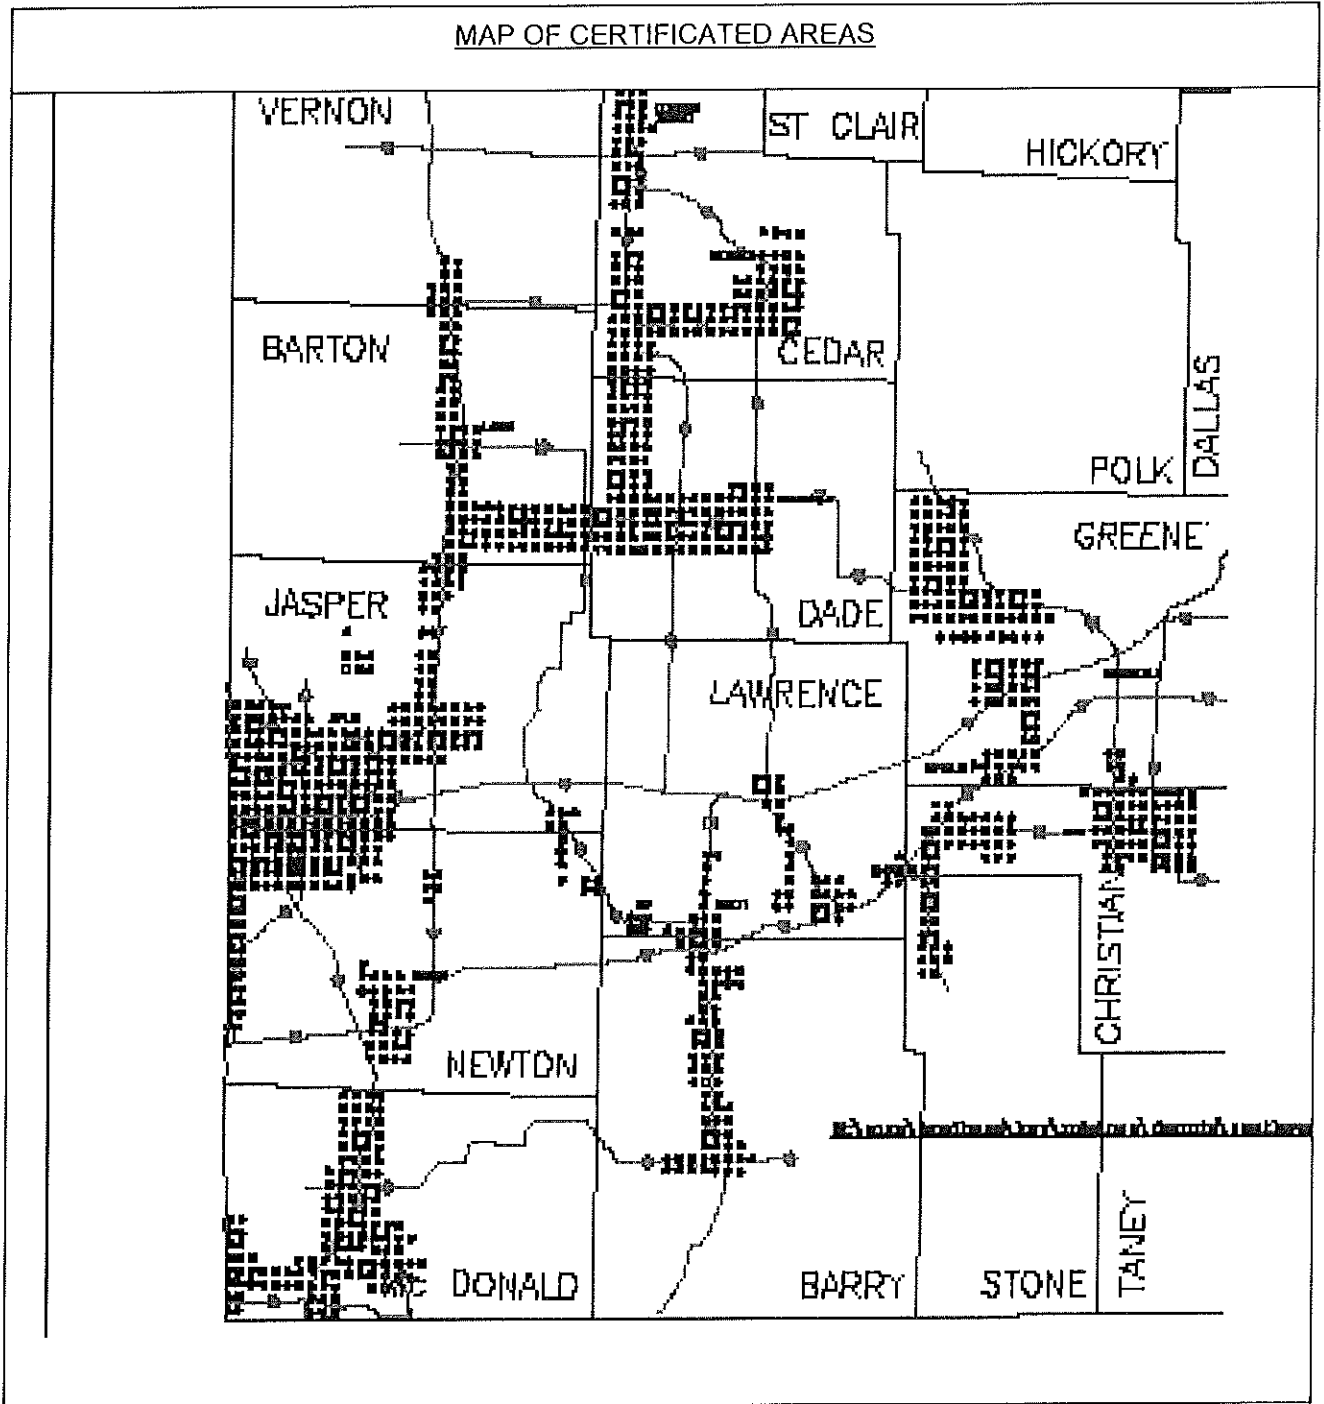 MAP OF CERTIFICATED AREAS
VERNON
ST CLAIR
HICKORY
BARTON
CEDAR
DALLAS
POLK
GREENE
JASPER
DADE
LAWRENCE
CHRISTIAN
NEWTON
MC DONALD
BARRY
STONE
TANEY